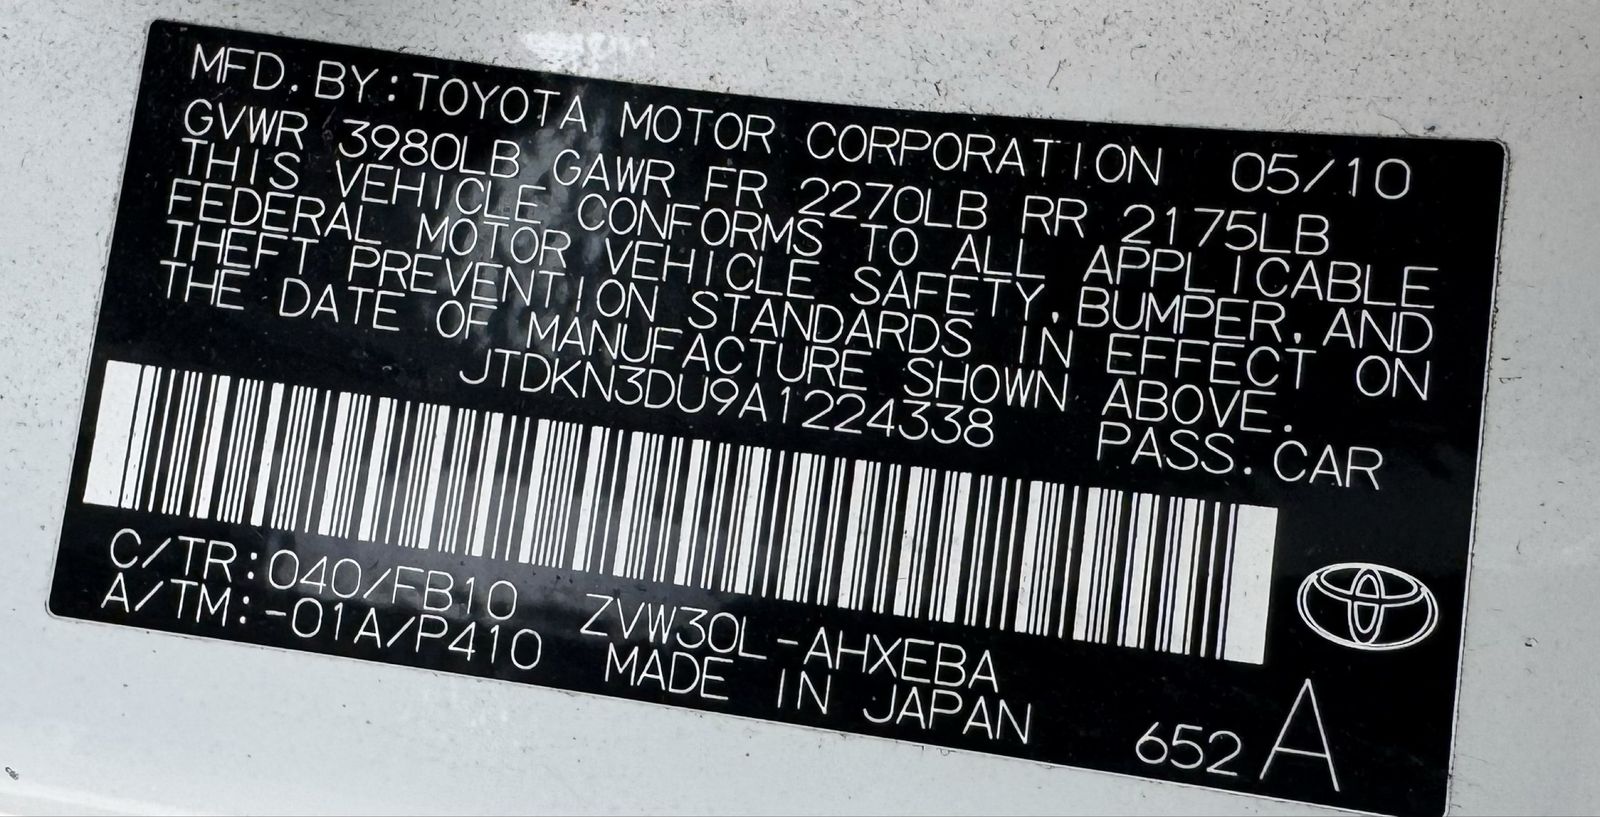 MFD. BY: TOYOTA MOTOR CORPORATION 05/10
GVWR 3980LB GAWR FR 2270LB RR 2175LB
THIS VEHICLE CONFORMS TO ALL APPLICABLE
FEDERAL MOTOR VEHICLE SAFETY, BUMPER, AND
THEFT PREVENTION STANDARDS IN EFFECT ON
THE DATE OF MANUFACTURE SHOWN ABOVE.
JTDKN3DU9A1224338 PASS. CAR
C/TR: 040/FB10 ZVW30L-AHXEBA
A/TM: -01A/P410 MADE IN JAPAN 652 A